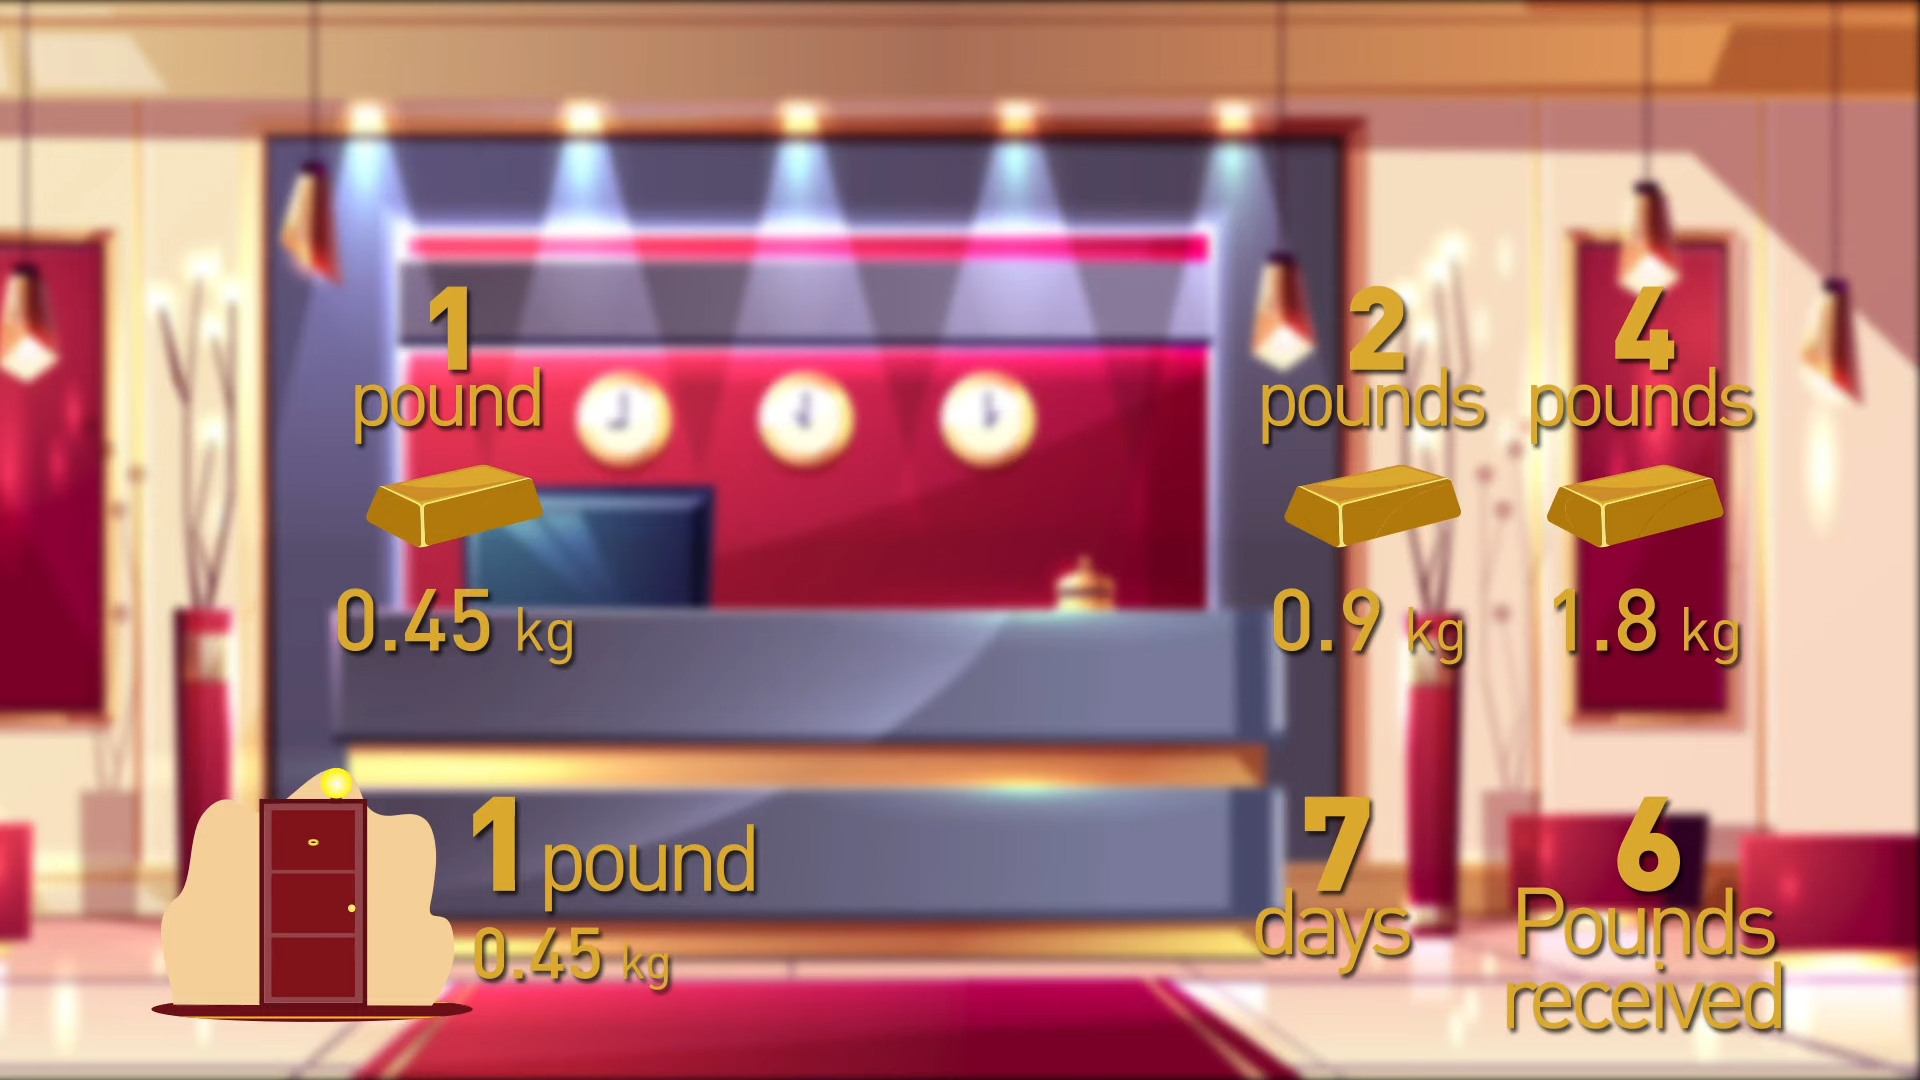 1
pound
0.45 kg
2
pounds
0.9 kg
4
pounds
1.8 kg
1 pound
0.45 kg
7
days
6
Pounds
received